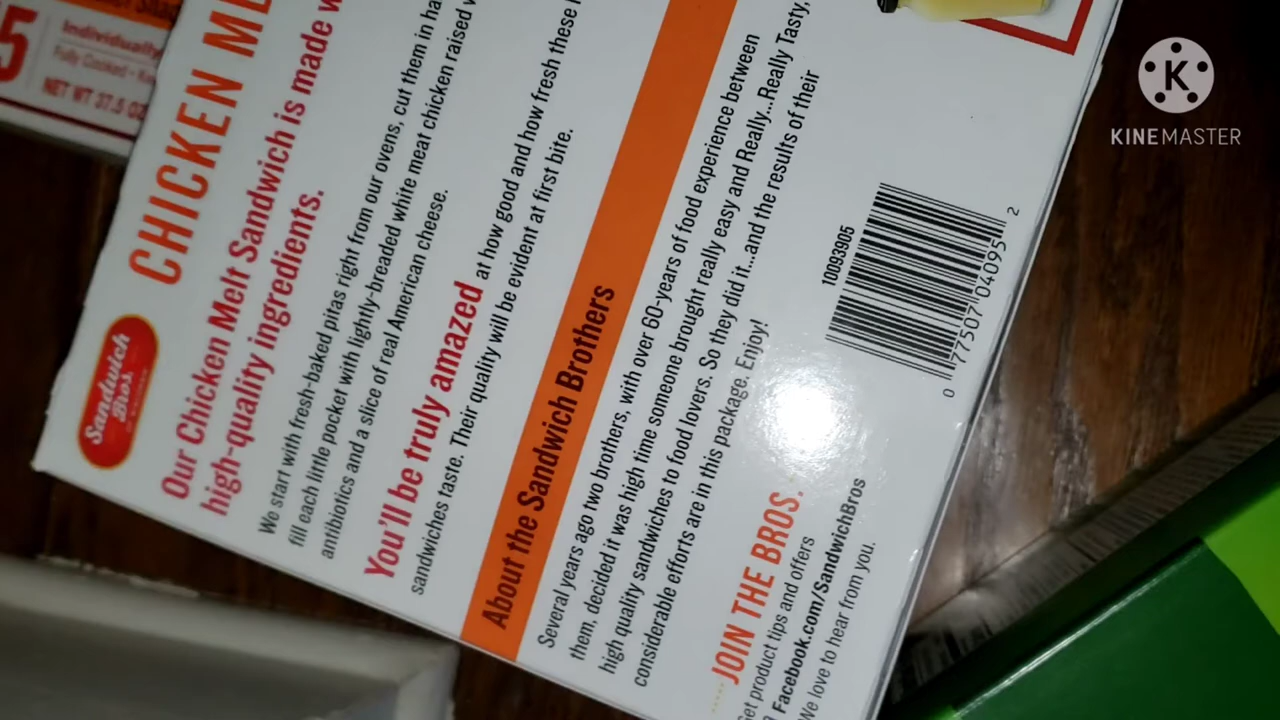 Individually
Fully Cooked
NET WT 37.5 OZ
Sandwich
Bros
CHICKEN
Our Chicken Melt Sandwich is made
high-quality ingredients.
We start with fresh-baked pitas right from our ovens, cut them in
fill each little pocket with lightly-breaded white meat chicken raised
antibiotics and a slice of real American cheese.
You'll be truly amazed at how good and how fresh these
sandwiches taste. Their quality will be evident at first bite.
About the Sandwich Brothers
Several years ago two brothers, with over 60-years of food experience between
them, decided it was high time someone brought really easy and Really...Really Tasty,
high quality sandwiches to food lovers. So they did it...and the results of their
considerable efforts are in this package. Enjoy!
JOIN THE BROS.
Get product tips and offers
Facebook.com/SandwichBros
We love to hear from you.
10093905
0 77507 04095 2
K
KINEMASTER